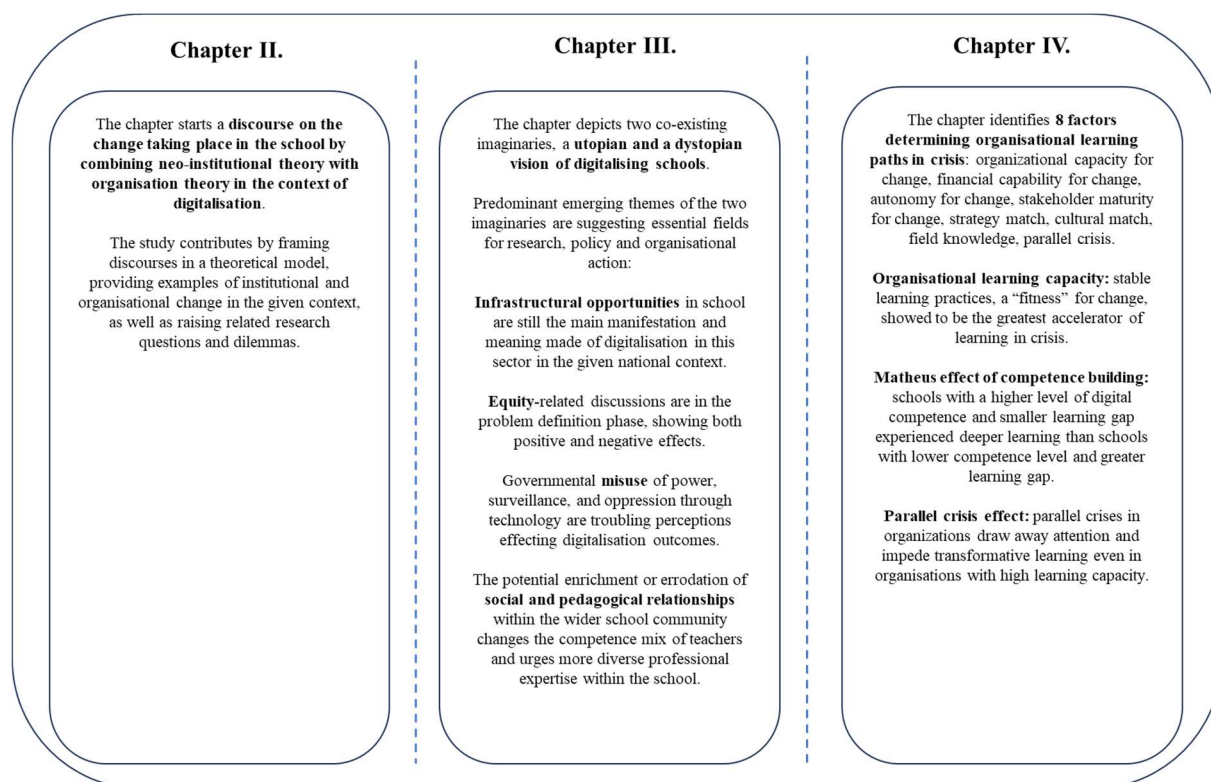 Chapter II.
The chapter starts a discourse on the
change taking place in the school by
combining neo-institutional theory with
organisation theory in the context of
digitalisation.
The study contributes by framing
discourses in a theoretical model,
providing examples of institutional and
organisational change in the given context,
as well as raising related research
questions and dilemmas.
Chapter III.
The chapter depicts two co-existing
imaginaries, a utopian and a dystopian
vision of digitalising schools.
Predominant emerging themes of the two
imaginaries are suggesting essential fields
for research, policy and organisational
action:
Infrastructural opportunities in school
are still the main manifestation and
meaning made of digitalisation in this
sector in the given national context.
Equity-related discussions are in the
problem definition phase, showing both
positive and negative effects.
Governmental misuse of power,
surveillance, and oppression through
technology are troubling perceptions
effecting digitalisation outcomes.
The potential enrichment or errodation of
social and pedagogical relationships
within the wider school community
changes the competence mix of teachers
and urges more diverse professional
expertise within the school.
Chapter IV.
The chapter identifies 8 factors
determining organisational learning
paths in crisis: organizational capacity for
change, financial capability for change,
autonomy for change, stakeholder maturity
for change, strategy match, cultural match,
field knowledge, parallel crisis.
Organisational learning capacity: stable
learning practices, a “fitness” for change,
showed to be the greatest accelerator of
learning in crisis.
Matheus effect of competence building:
schools with a higher level of digital
competence and smaller learning gap
experienced deeper learning than schools
with lower competence level and greater
learning gap.
Parallel crisis effect: parallel crises in
organizations draw away attention and
impede transformative learning even in
organisations with high learning capacity.